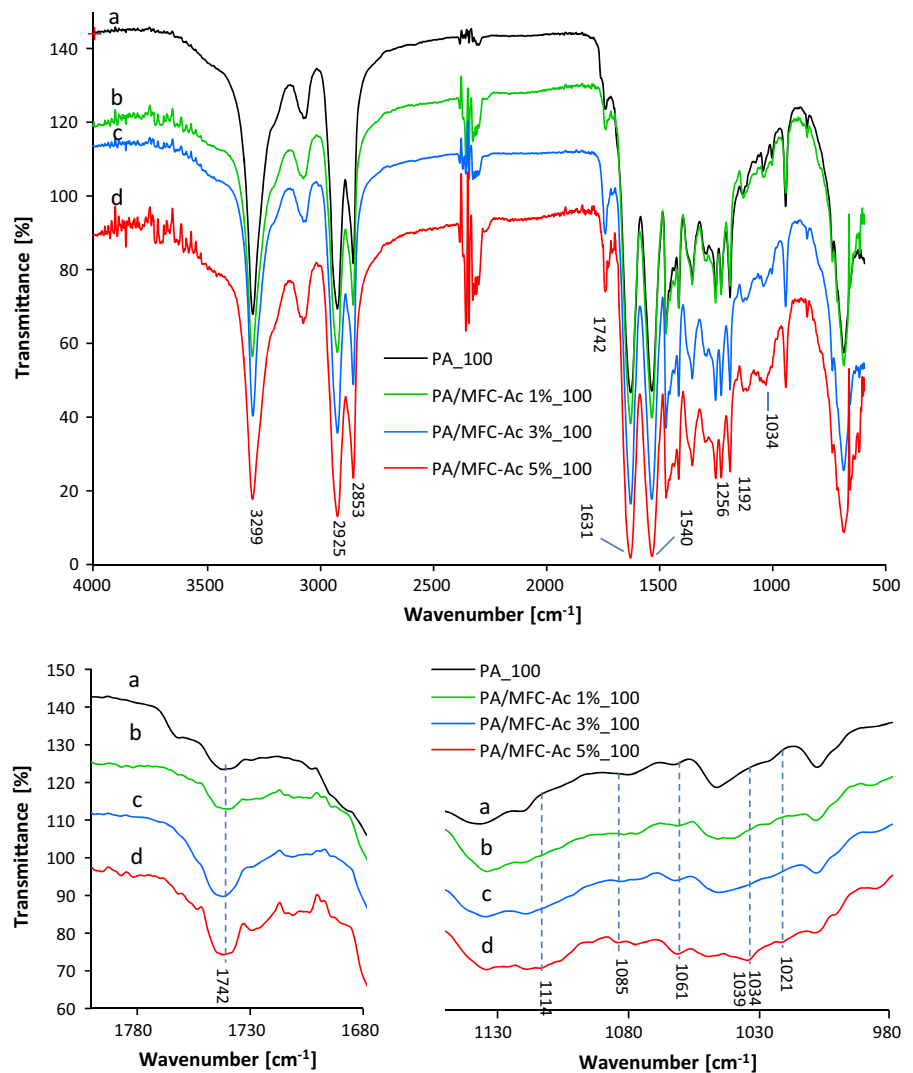 a
b
c
d
140
120
100
80
60
40
20
0
Transmittance [%]
4000
3500
3000
2500
2000
1500
1000
500
Wavenumber [cm-1]
PA_100
PA/MFC-Ac 1%_100
PA/MFC-Ac 3%_100
PA/MFC-Ac 5%_100
3299
2925
2853
1742
1631
1540
1256
1192
1034
150
140
130
120
110
100
90
80
70
60
Transmittance [%]
a
b
c
d
1742
1780
1730
1680
Wavenumber [cm-1]
PA_100
PA/MFC-Ac 1%_100
PA/MFC-Ac 3%_100
PA/MFC-Ac 5%_100
a
b
c
d
1114
1085
1061
1039
1034
1021
1130
1080
1030
980
Wavenumber [cm-1]